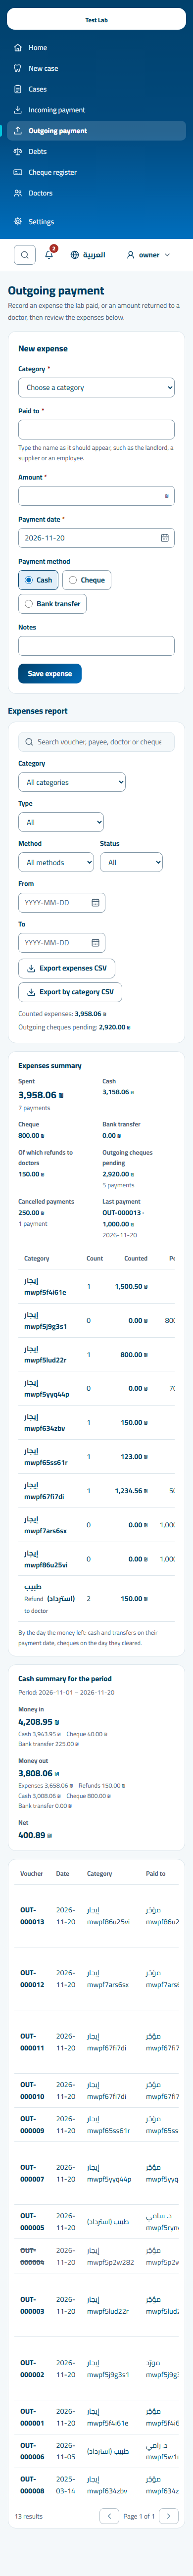 Test Lab
Home
New case
Cases
Incoming payment
Outgoing payment
Debts
Cheque register
Doctors
Settings
2
العربية
owner
Outgoing payment
Record an expense the lab paid, or an amount returned to a
doctor, then review the expenses below.
New expense
Category *
Choose a category
Paid to *
Type the name as it should appear, such as the landlord, a
supplier or an employee.
Amount *
₪
Payment date *
2026-11-20
Payment method
Cash
Cheque
Bank transfer
Notes
Save expense
Expenses report
Search voucher, payee, doctor or cheque
Category
All categories
Type
All
Method Status
All methods All
From
YYYY-MM-DD
To
YYYY-MM-DD
Export expenses CSV
Export by category CSV
Counted expenses: 3,958.06 ₪
Outgoing cheques pending: 2,920.00 ₪
Expenses summary
Spent Cash
3,958.06 ₪ 3,158.06 ₪
7 payments
Cheque Bank transfer
800.00 ₪ 0.00 ₪
Of which refunds to
doctors
Outgoing cheques
pending
150.00 ₪ 2,920.00 ₪
5 payments
Cancelled payments Last payment
250.00 ₪ OUT-000013 ·
1,000.00 ₪
1 payment
2026-11-20
Category Count Counted
إيجار
mwpf5f4i61e 1 1,500.50 ₪
إيجار
mwpf5j9g3s1 0 0.00 ₪
إيجار
mwpf5lud22r 1 800.00 ₪
إيجار
mwpf5yyq44p 0 0.00 ₪
إيجار
mwpf634zbv 1 150.00 ₪
إيجار
mwpf65ss61r 1 123.00 ₪
إيجار
mwpf67fi7di 1 1,234.56 ₪
إيجار
mwpf7ars6sx 0 0.00 ₪
إيجار
mwpf86u25vi 0 0.00 ₪
طبيب
(استرداد) Refund
to doctor
2 150.00 ₪
By the day the money left: cash and transfers on their
payment date, cheques on the day they cleared.
Cash summary for the period
Period: 2026-11-01 – 2026-11-20
Money in
4,208.95 ₪
Cash 3,943.95 ₪ Cheque 40.00 ₪
Bank transfer 225.00 ₪
Money out
3,808.06 ₪
Expenses 3,658.06 ₪ Refunds 150.00 ₪
Cash 3,008.06 ₪ Cheque 800.00 ₪
Bank transfer 0.00 ₪
Net
400.89 ₪
Voucher Date Category Paid to
OUT-000013 2026-11-20 إيجار mwpf86u25vi مؤجّر
OUT-000012 2026-11-20 إيجار mwpf7ars6sx مؤجّر
OUT-000011 2026-11-20 إيجار mwpf67fi7di مؤجّر
OUT-000010 2026-11-20 إيجار mwpf67fi7di مؤجّر
OUT-000009 2026-11-20 إيجار mwpf65ss61r مؤجّر
OUT-000007 2026-11-20 إيجار mwpf5yyq44p مؤجّر
OUT-000005 2026-11-20 طبيب (استرداد) د. سامي
OUT-000004 2026-11-20 إيجار mwpf5p2w282 مؤجّر
OUT-000003 2026-11-20 إيجار mwpf5lud22r مؤجّر
OUT-000002 2026-11-20 إيجار mwpf5j9g3s1 مورّد
OUT-000001 2026-11-20 إيجار mwpf5f4i61e مؤجّر
OUT-000006 2026-11-05 طبيب (استرداد) د. رامي
OUT-000008 2025-03-14 إيجار mwpf634zbv مؤجّر
13 results
Page 1 of 1